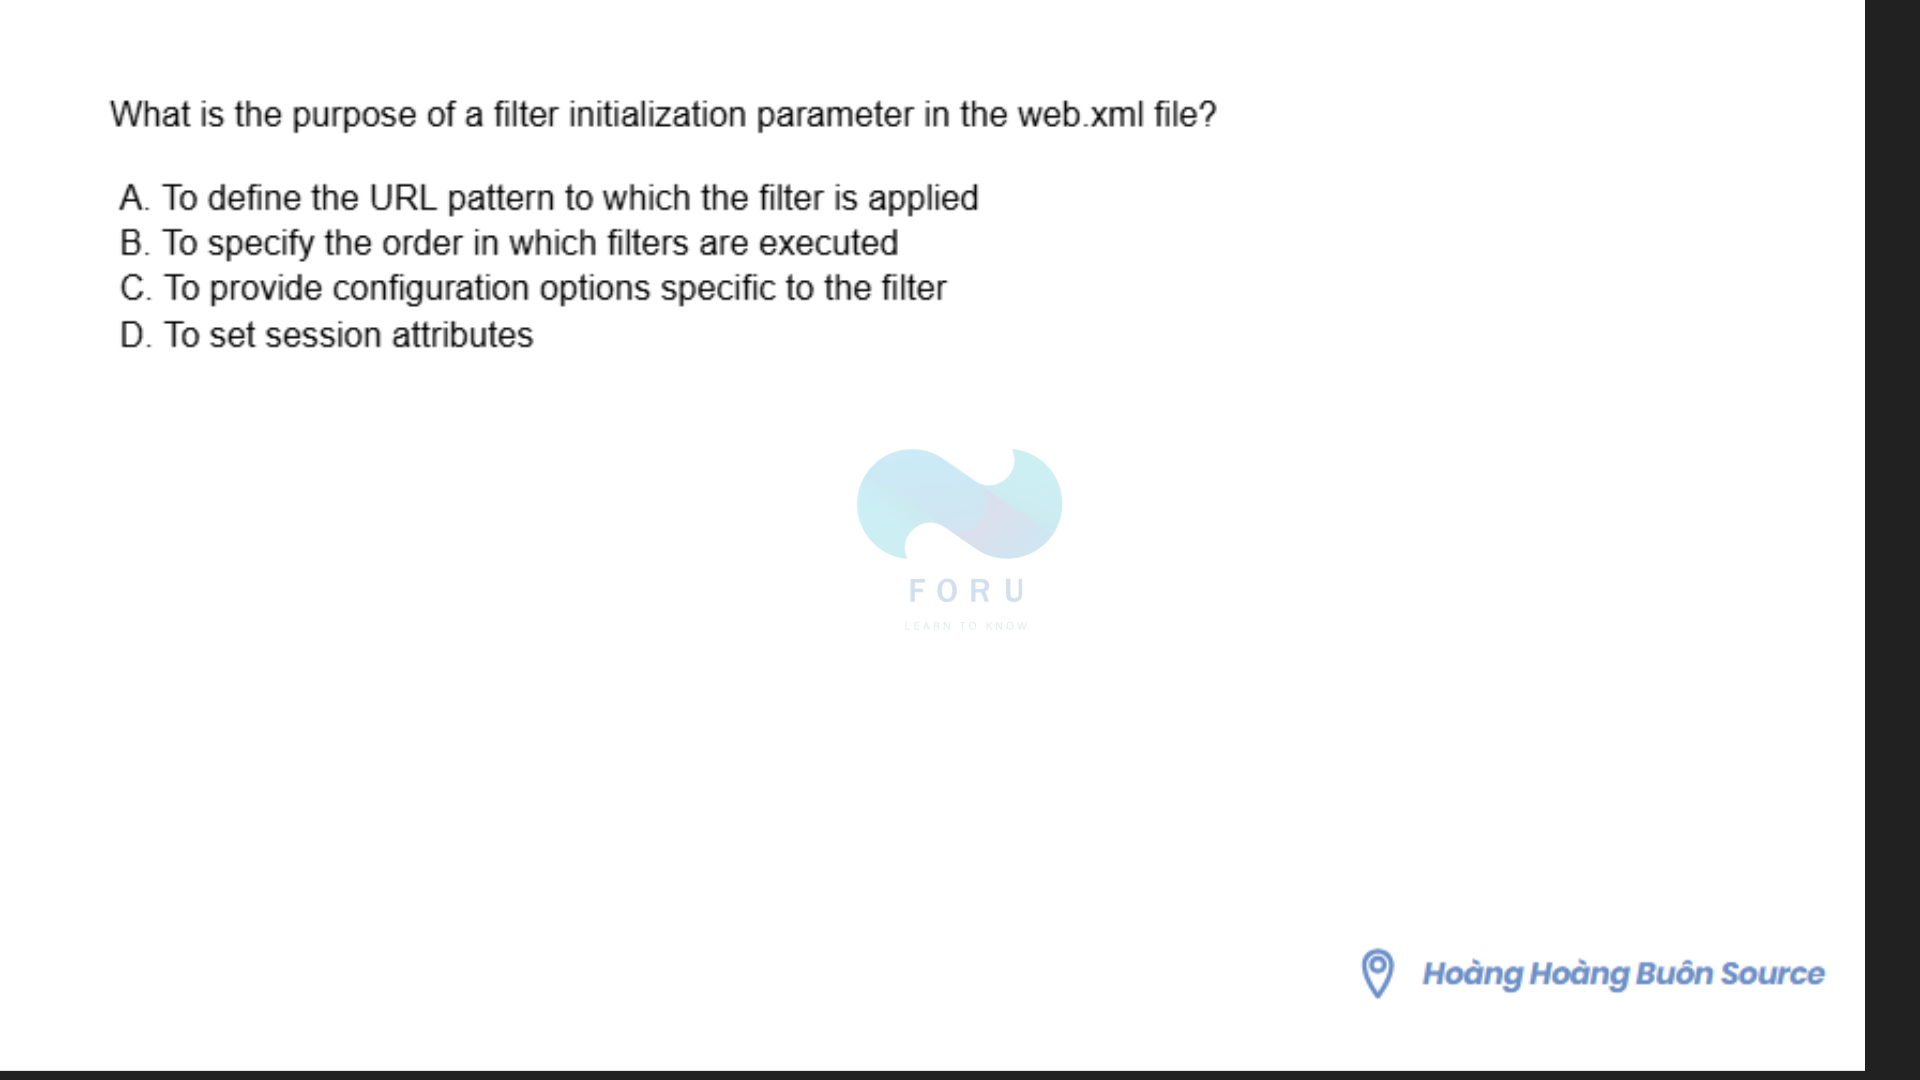 What is the purpose of a filter initialization parameter in the web.xml file?
A. To define the URL pattern to which the filter is applied
B. To specify the order in which filters are executed
C. To provide configuration options specific to the filter
D. To set session attributes
FORU
LEARN TO KNOW
Hoàng Hoàng Buôn Source